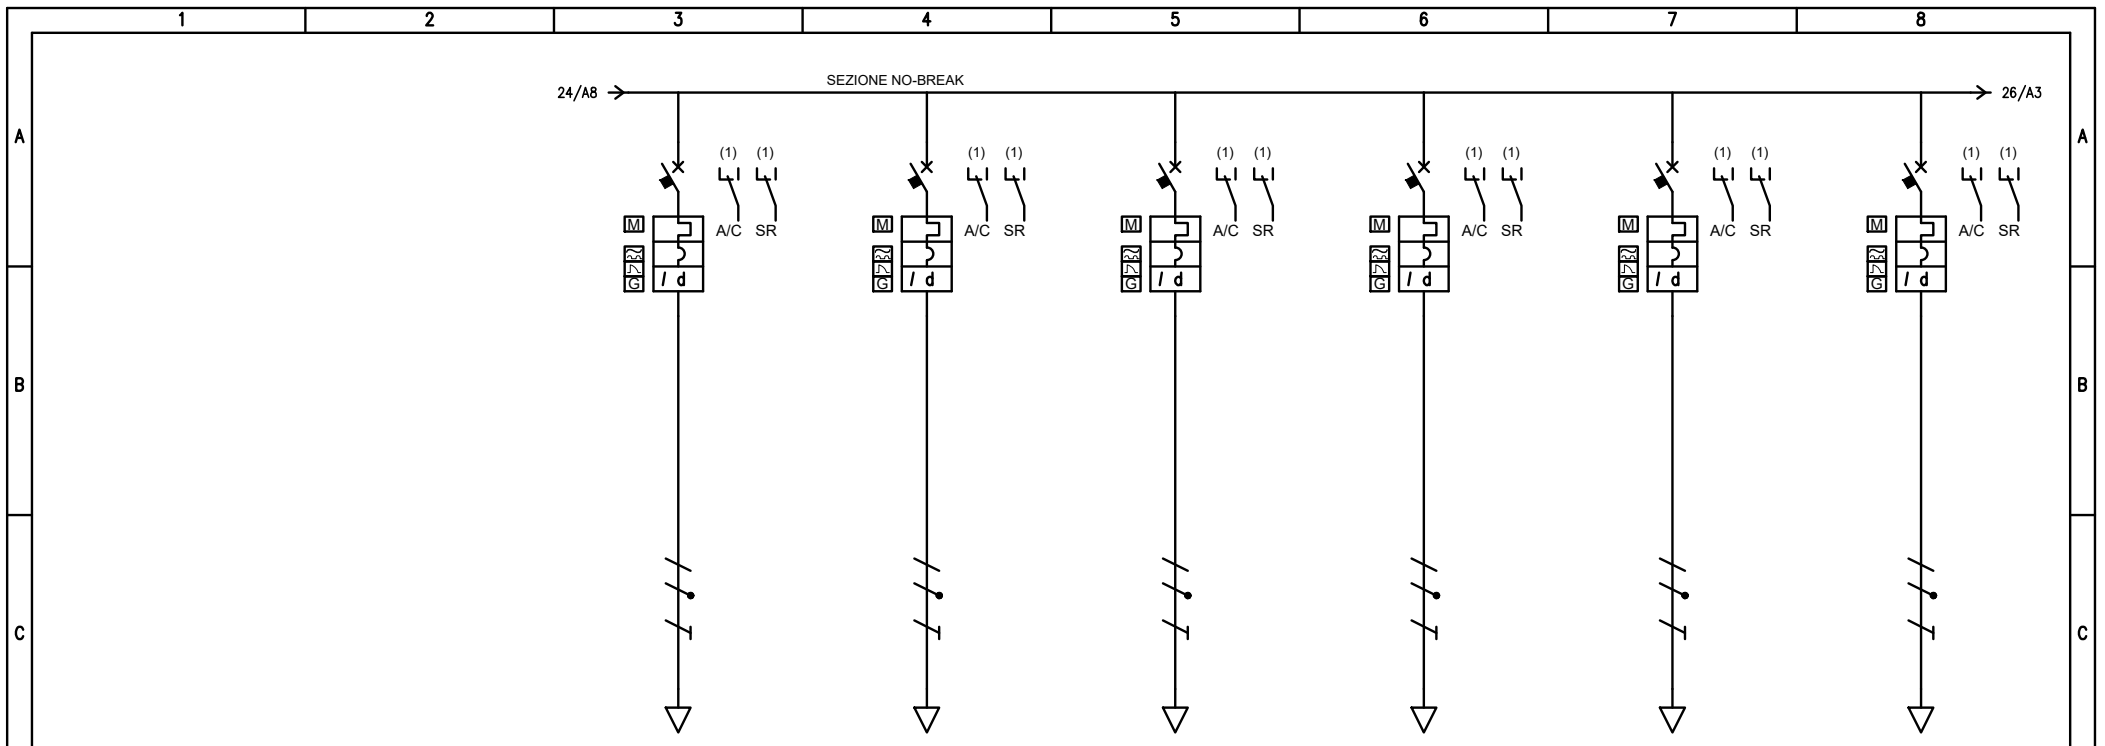 1 2 3 4 5 6 7 8
SEZIONE NO-BREAK
24/A8 26/A3
A A
(1) (1) (1) (1) (1) (1) (1) (1) (1) (1) (1) (1)
M A/C SR M A/C SR M A/C SR M A/C SR M A/C SR M A/C SR
G I d G I d G I d G I d G I d G I d
B B
C C